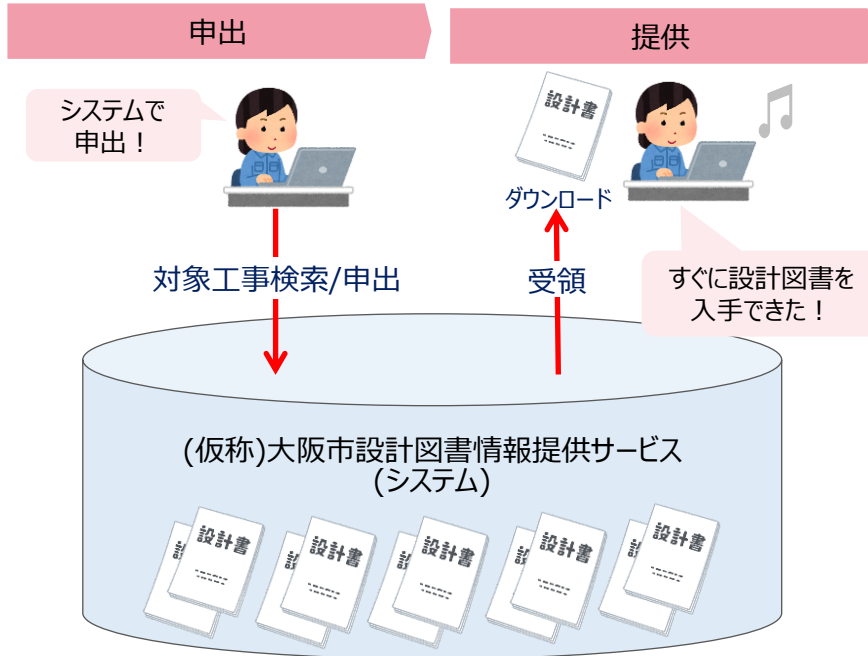 申出
提供
システムで
申出！
設計書
ダウンロード
対象工事検索/申出
受領
すぐに設計図書を
入手できた！
(仮称)大阪市設計図書情報提供サービス
(システム)
設計書
設計書
設計書
設計書
設計書